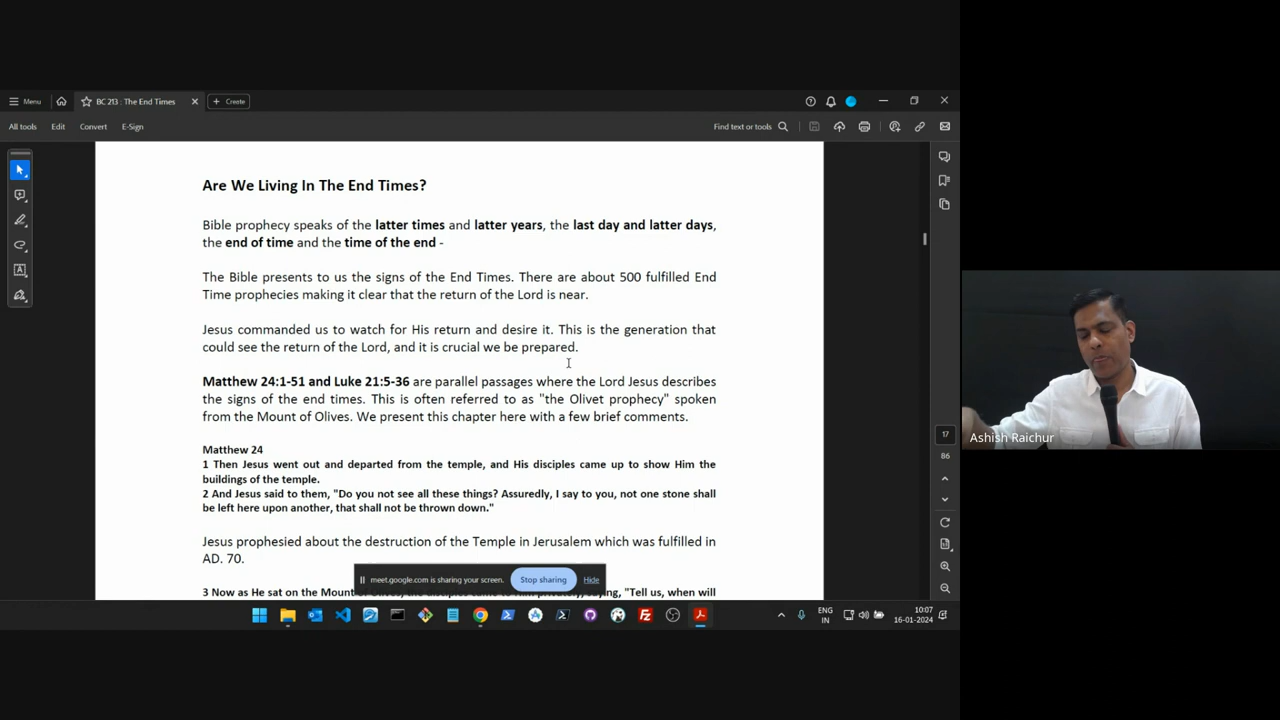 Menu
BC 213 : The End Times
Create
All tools
Edit
Convert
E-Sign
Find text or tools
Are We Living In The End Times?
Bible prophecy speaks of the latter times and latter years, the last day and latter days,
the end of time and the time of the end -
The Bible presents to us the signs of the End Times. There are about 500 fulfilled End
Time prophecies making it clear that the return of the Lord is near.
Jesus commanded us to watch for His return and desire it. This is the generation that
could see the return of the Lord, and it is crucial we be prepared.
Matthew 24:1-51 and Luke 21:5-36 are parallel passages where the Lord Jesus describes
the signs of the end times. This is often referred to as "the Olivet prophecy" spoken
from the Mount of Olives. We present this chapter here with a few brief comments.
Matthew 24
1 Then Jesus went out and departed from the temple, and His disciples came up to show Him the
buildings of the temple.
2 And Jesus said to them, "Do you not see all these things? Assuredly, I say to you, not one stone shall
be left here upon another, that shall not be thrown down."
Jesus prophesied about the destruction of the Temple in Jerusalem which was fulfilled in
AD. 70.
3 Now as He sat on the Mount "Tell us, when will
meet.google.com is sharing your screen.
Stop sharing
Hide
17
86
ENG
IN
10:07
16-01-2024
Ashish Raichur